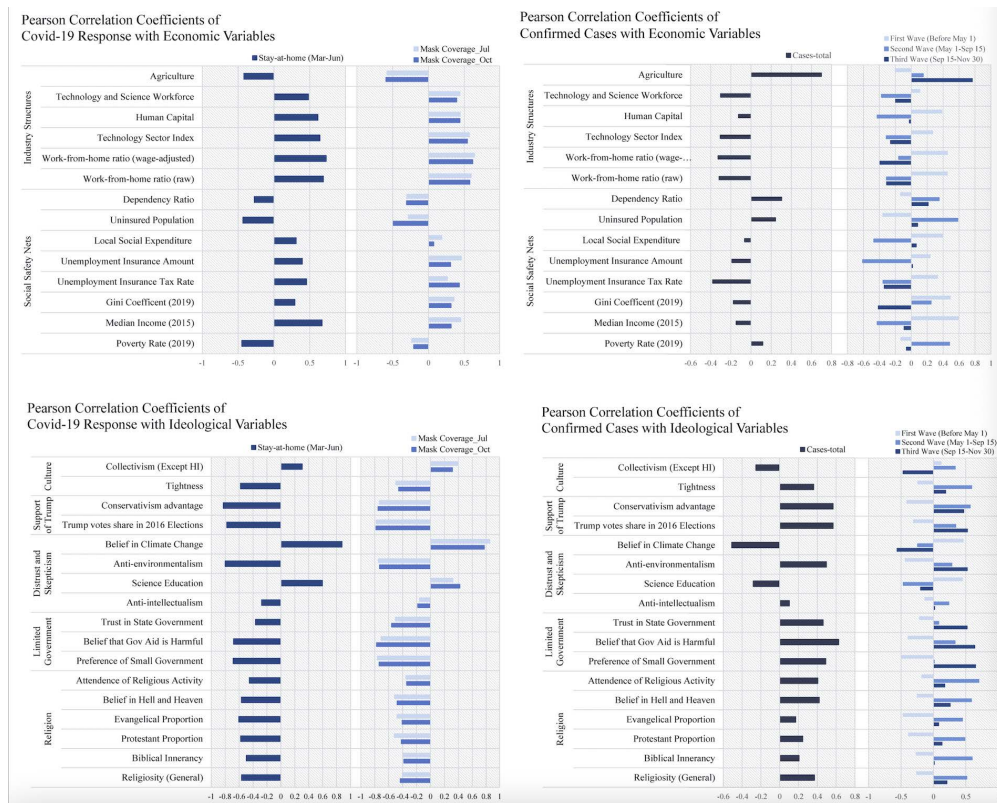 Pearson Correlation Coefficients of
Covid-19 Response with Economic Variables
Stay-at-home (Mar-Jun)
Mask Coverage_Jul
Mask Coverage_Oct
Industry Structures
Agriculture
Technology and Science Workforce
Human Capital
Technology Sector Index
Work-from-home ratio (wage-adjusted)
Work-from-home ratio (raw)
Social Safety Nets
Dependency Ratio
Uninsured Population
Local Social Expenditure
Unemployment Insurance Amount
Unemployment Insurance Tax Rate
Gini Coefficent (2019)
Median Income (2015)
Poverty Rate (2019)
-1 -0.5 0 0.5 1 -1 -0.5 0 0.5 1
Pearson Correlation Coefficients of
Confirmed Cases with Economic Variables
Cases-total
First Wave (Before May 1)
Second Wave (May 1-Sep 15)
Third Wave (Sep 15-Nov 30)
Industry Structures
Agriculture
Technology and Science Workforce
Human Capital
Technology Sector Index
Work-from-home ratio (wage-...
Work-from-home ratio (raw)
Social Safety Nets
Dependency Ratio
Uninsured Population
Local Social Expenditure
Unemployment Insurance Amount
Unemployment Insurance Tax Rate
Gini Coefficent (2019)
Median Income (2015)
Poverty Rate (2019)
-0.6 -0.4 -0.2 0 0.2 0.4 0.6 0.8 -0.6 -0.4 -0.2 0 0.2 0.4 0.6 0.8 1
Pearson Correlation Coefficients of
Covid-19 Response with Ideological Variables
Stay-at-home (Mar-Jun)
Mask Coverage_Jul
Mask Coverage_Oct
Culture
Collectivism (Except HI)
Tightness
Support
of Trump
Conservativism advantage
Trump votes share in 2016 Elections
Distrust and
Skepticism
Belief in Climate Change
Anti-environmentalism
Science Education
Anti-intellectualism
Limited
Government
Trust in State Government
Belief that Gov Aid is Harmful
Preference of Small Government
Religion
Attendence of Religious Activity
Belief in Hell and Heaven
Evangelical Proportion
Protestant Proportion
Biblical Innerancy
Religiosity (General)
-1 -0.8 -0.6 -0.4 -0.2 0 0.2 0.4 0.6 0.8 1 -1 -0.8 -0.6 -0.4 -0.2 0 0.2 0.4 0.6 0.8 1
Pearson Correlation Coefficients of
Confirmed Cases with Ideological Variables
Cases-total
First Wave (Before May 1)
Second Wave (May 1-Sep 15)
Third Wave (Sep 15-Nov 30)
Culture
Collectivism (Except HI)
Tightness
Support
of Trump
Conservativism advantage
Trump votes share in 2016 Elections
Distrust and
Skepticism
Belief in Climate Change
Anti-environmentalism
Science Education
Anti-intellectualism
Limited
Government
Trust in State Government
Belief that Gov Aid is Harmful
Preference of Small Government
Religion
Attendence of Religious Activity
Belief in Hell and Heaven
Evangelical Proportion
Protestant Proportion
Biblical Innerancy
Religiosity (General)
-0.6 -0.4 -0.2 0 0.2 0.4 0.6 0.8 -1 -0.5 0 0.5